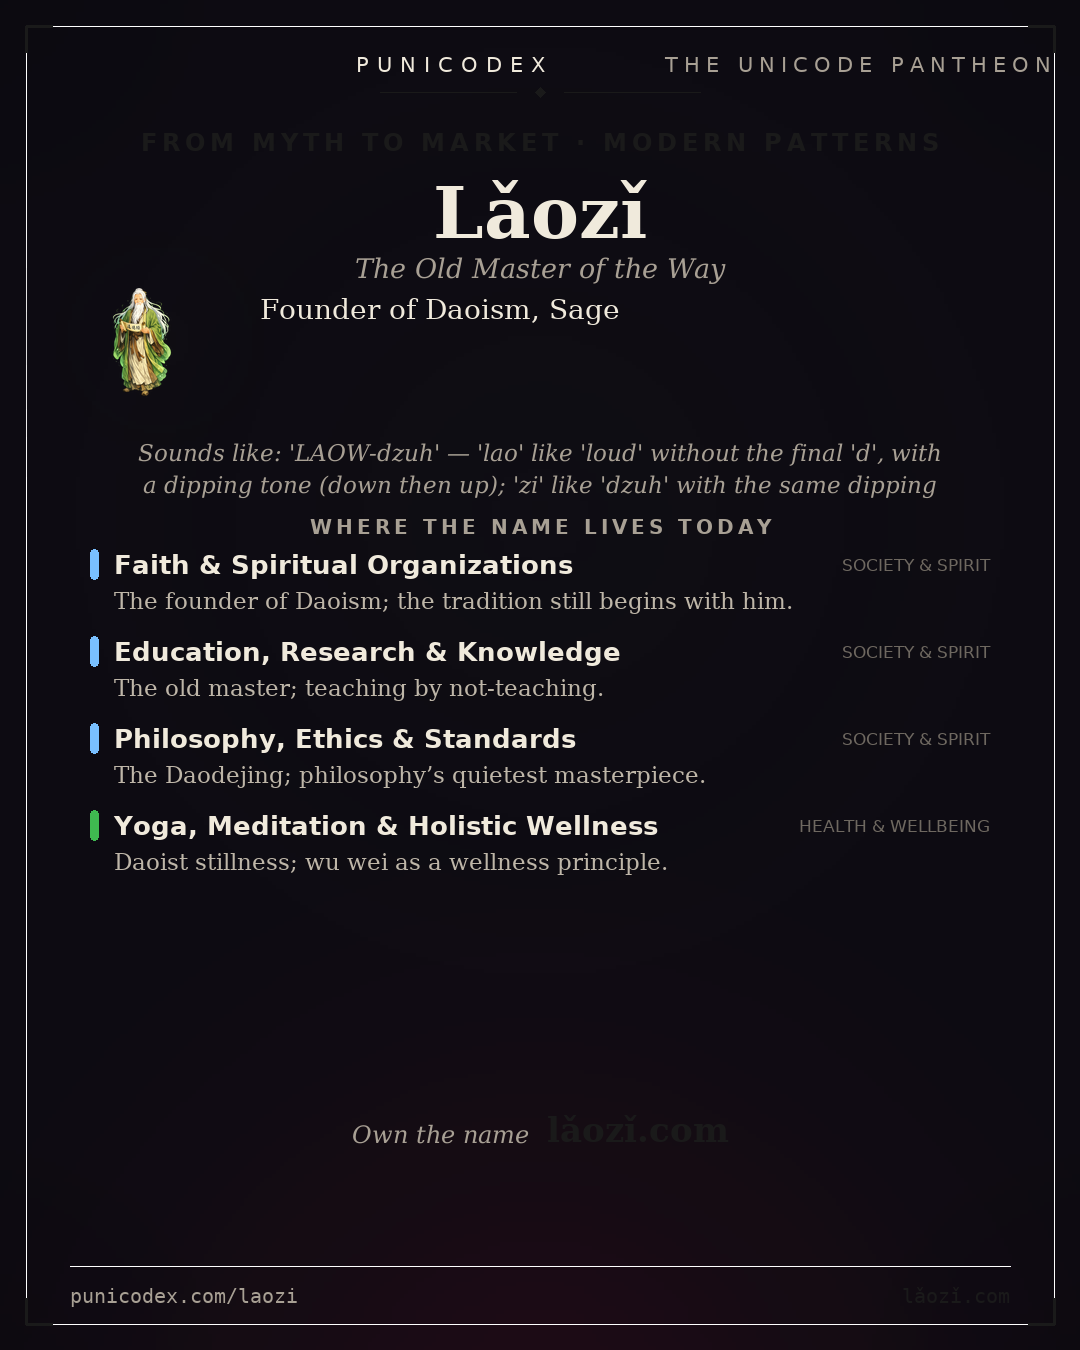 PUNICODEX THE UNICODE PANTHEON
FROM MYTH TO MARKET · MODERN PATTERNS
Lǎozǐ
The Old Master of the Way
Founder of Daoism, Sage
Sounds like: 'LAOW-dzuh' — 'lao' like 'loud' without the final 'd', with
a dipping tone (down then up); 'zi' like 'dzuh' with the same dipping
WHERE THE NAME LIVES TODAY
Faith & Spiritual Organizations SOCIETY & SPIRIT
The founder of Daoism; the tradition still begins with him.
Education, Research & Knowledge SOCIETY & SPIRIT
The old master; teaching by not-teaching.
Philosophy, Ethics & Standards SOCIETY & SPIRIT
The Daodejing; philosophy’s quietest masterpiece.
Yoga, Meditation & Holistic Wellness HEALTH & WELLBEING
Daoist stillness; wu wei as a wellness principle.
Own the name lǎozǐ.com
punicodex.com/laozi lǎozǐ.com